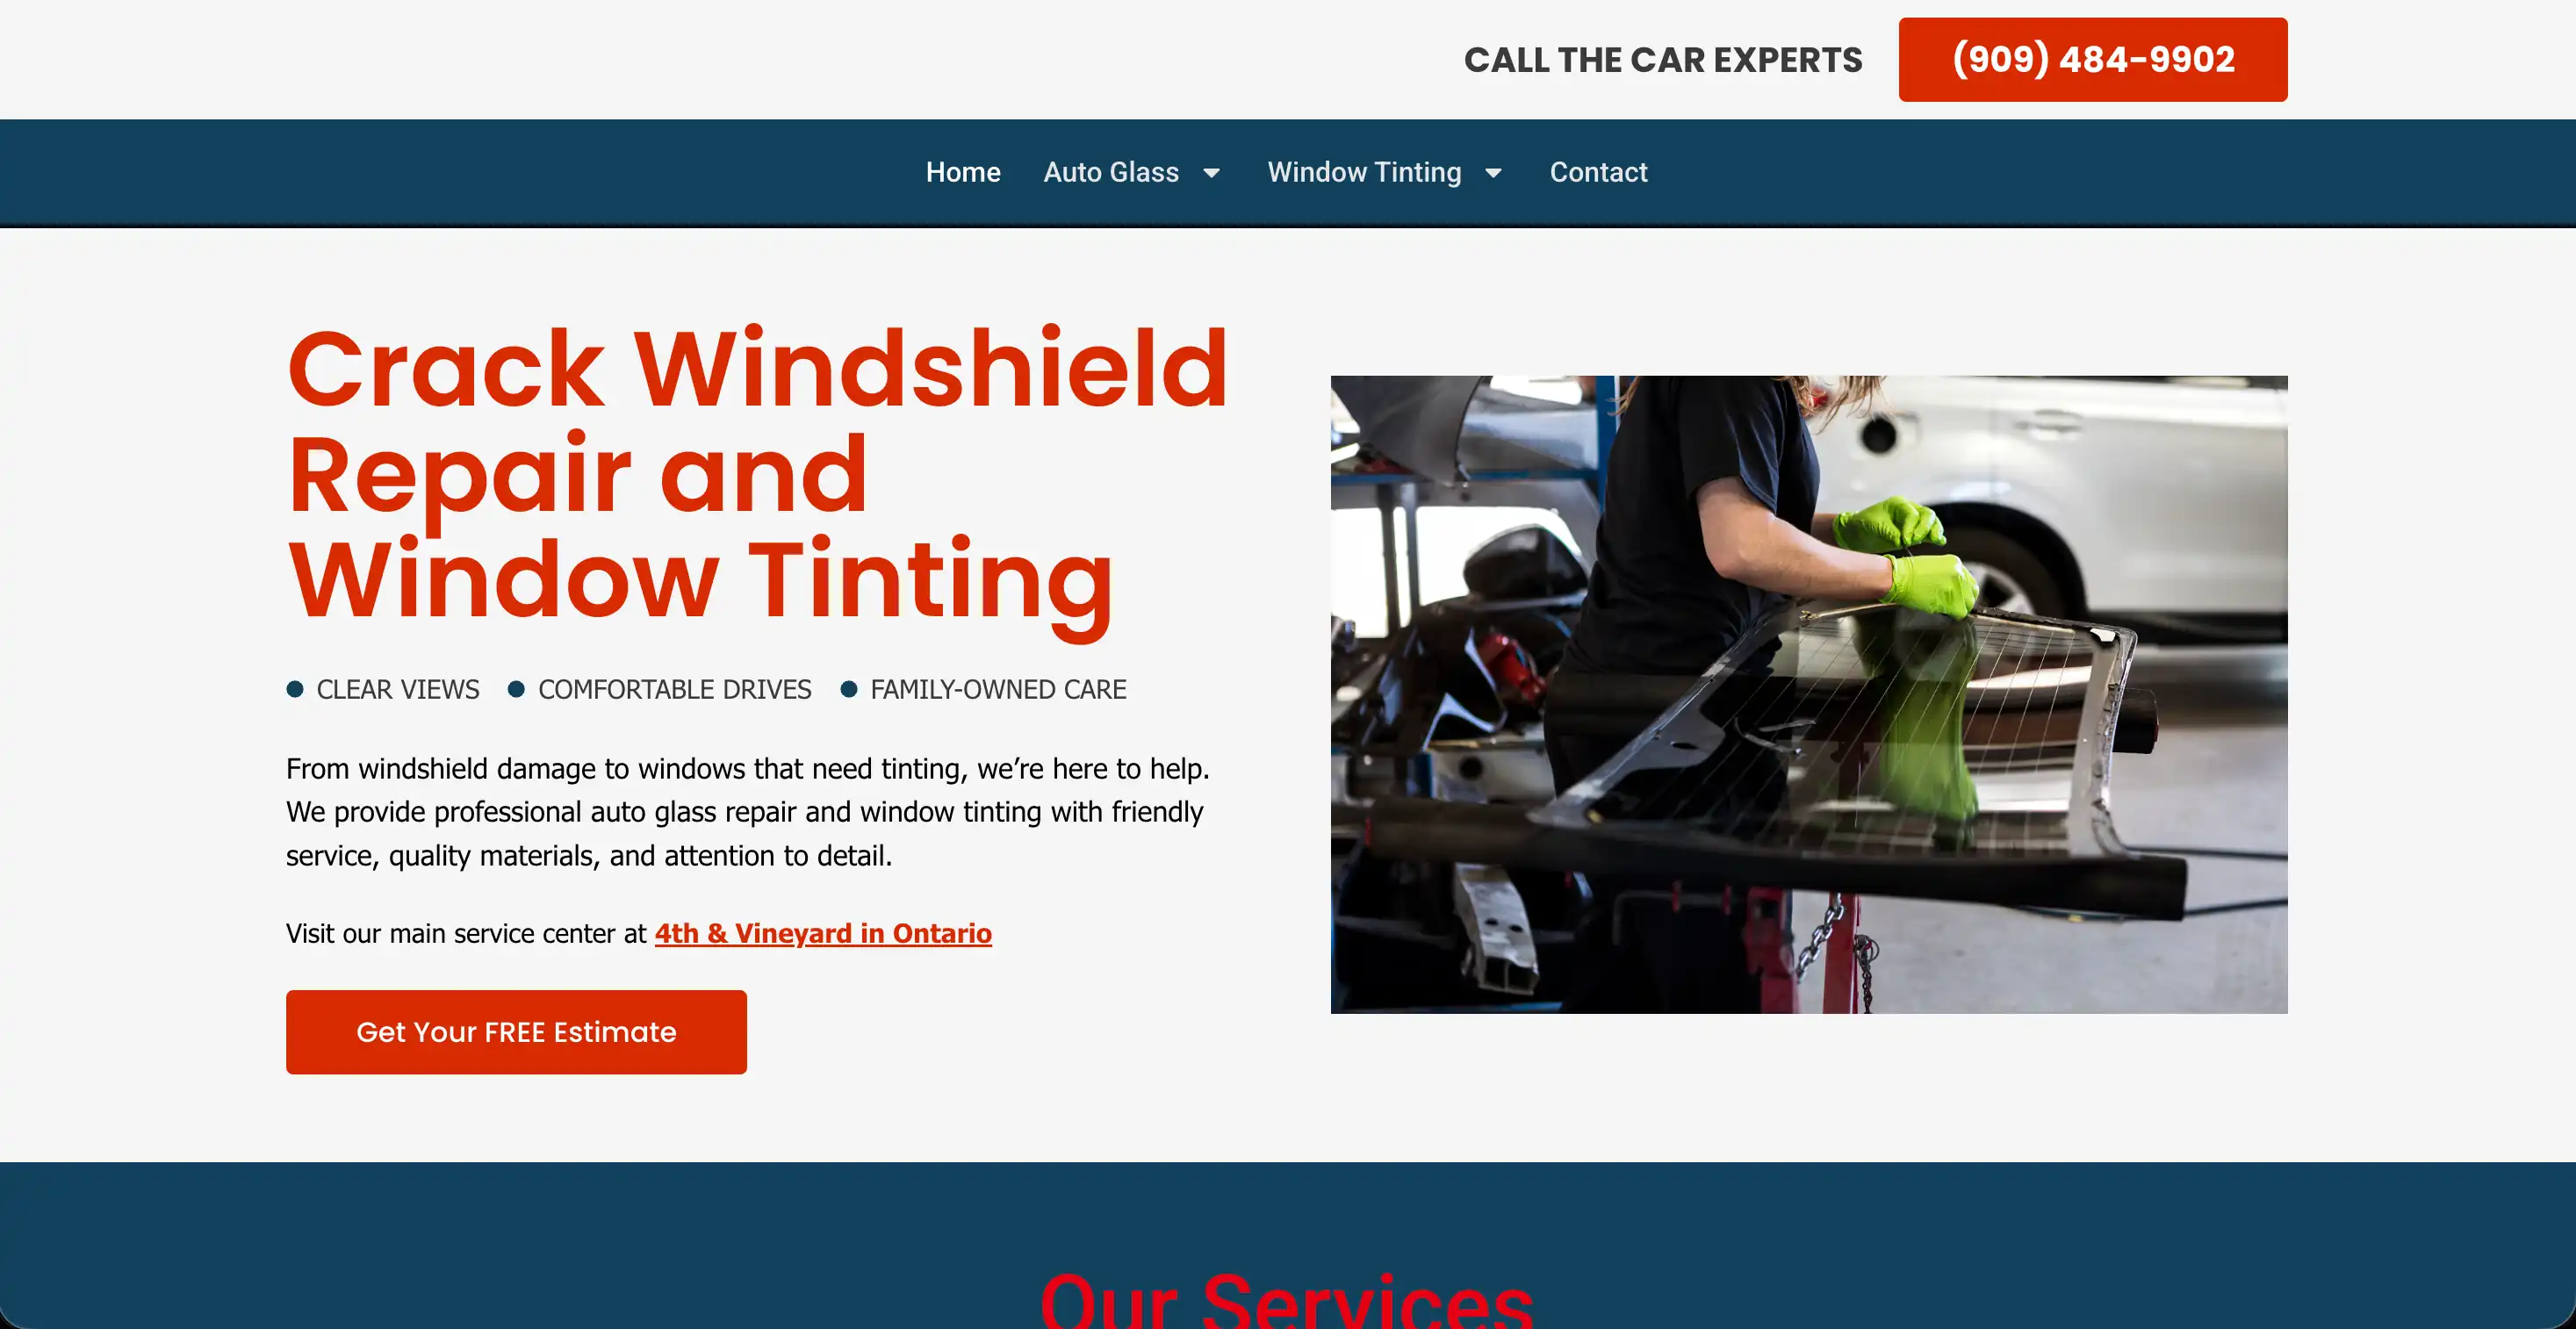 CALL THE CAR EXPERTS (909) 484-9902
Home Auto Glass Window Tinting Contact
Crack Windshield
Repair and
Window Tinting
CLEAR VIEWS COMFORTABLE DRIVES FAMILY-OWNED CARE
From windshield damage to windows that need tinting, we’re here to help.
We provide professional auto glass repair and window tinting with friendly
service, quality materials, and attention to detail.
Visit our main service center at 4th & Vineyard in Ontario
Get Your FREE Estimate
Our Services